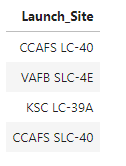 Launch_Site
CCAFS LC-40
VAFB SLC-4E
KSC LC-39A
CCAFS SLC-40